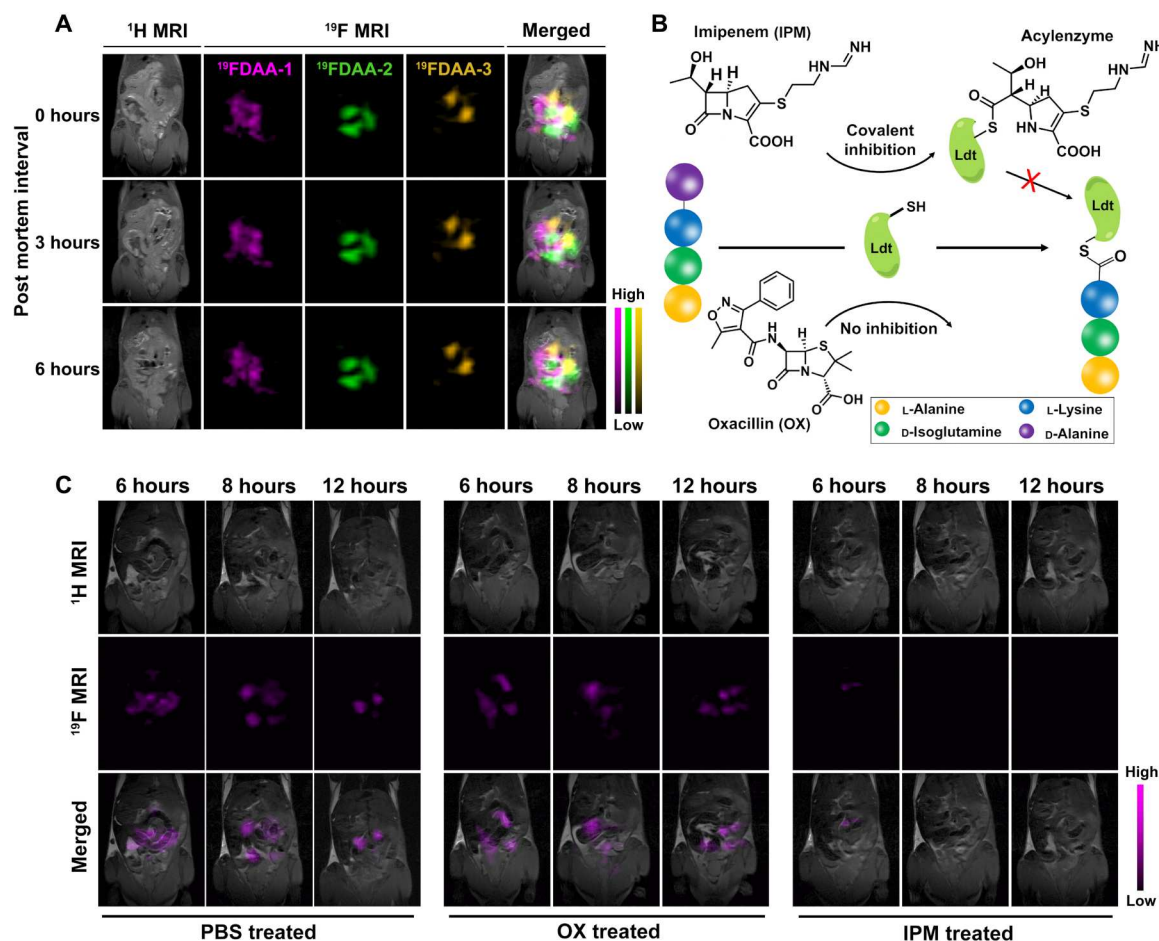 A
¹H MRI
¹⁹F MRI
Merged
¹⁹FDAA-1
¹⁹FDAA-2
¹⁹FDAA-3
Post mortem interval
0 hours
3 hours
6 hours
High
Low
B
Imipenem (IPM)
OH
H
H
O
N
S
HN
NH
COOH
Covalent
inhibition
Acylenzyme
OH
H
H
O
S
HN
S
HN
NH
COOH
Ldt
SH
Ldt
Ldt
S
O
O
N
O
H
N
H
S
O
N
O
OH
No inhibition
Oxacillin (OX)
L-Alanine
L-Lysine
D-Isoglutamine
D-Alanine
C
6 hours
8 hours
12 hours
6 hours
8 hours
12 hours
6 hours
8 hours
12 hours
¹H MRI
¹⁹F MRI
Merged
High
Low
PBS treated
OX treated
IPM treated